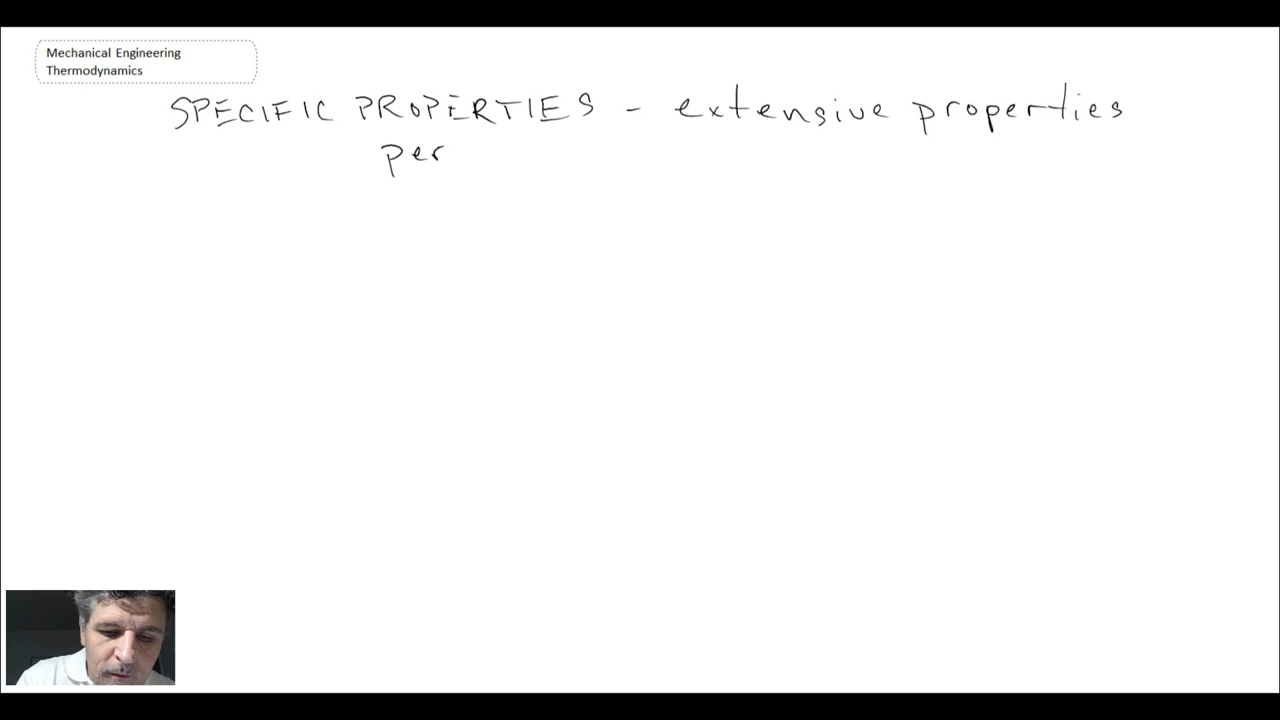 Mechanical Engineering
Thermodynamics
SPECIFIC PROPERTIES - extensive properties
per